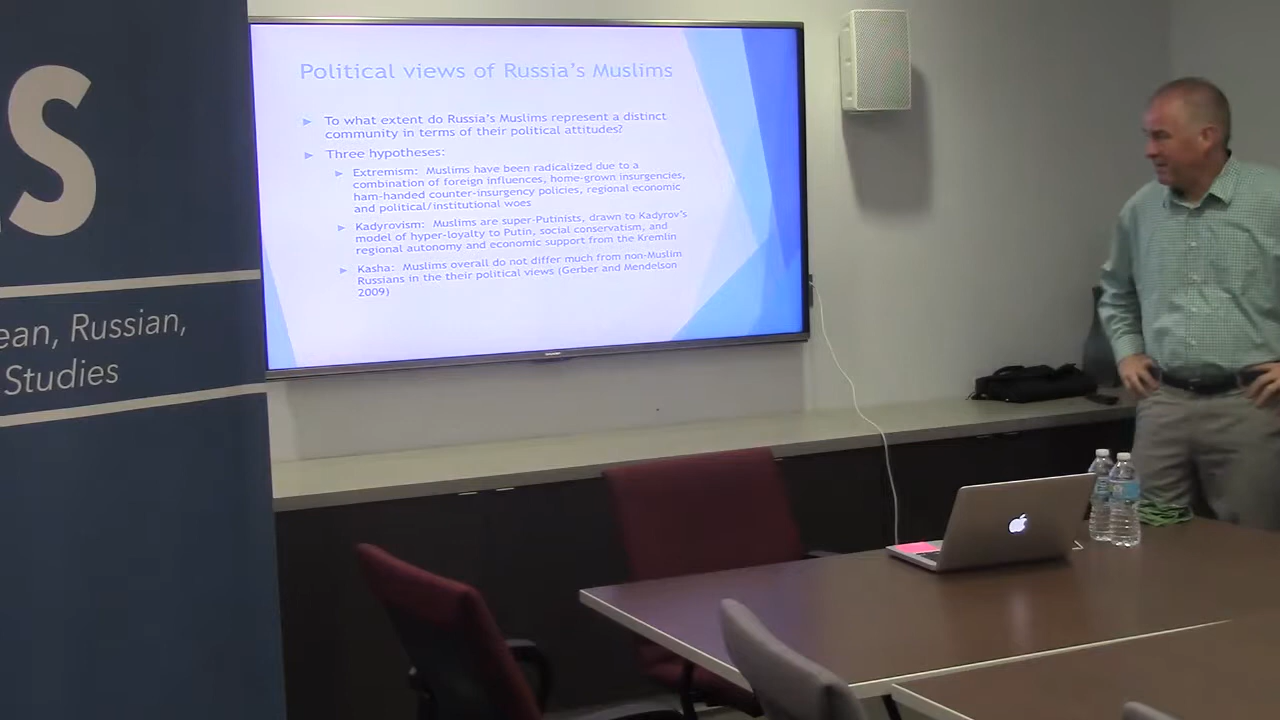 S
ean, Russian,
Studies
Political views of Russia's Muslims
To what extent do Russia's Muslims represent a distinct
community in terms of their political attitudes?
Three hypotheses:
Extremism: Muslims have been radicalized due to a
combination of foreign influences, home-grown insurgencies,
ham-handed counter-insurgency policies, regional economic
and political/institutional woes
Kadyrovism: Muslims are super-Putinists, drawn to Kadyrov's
model of hyper-loyalty to Putin, social conservatism, and
regional autonomy and economic support from the Kremlin
Kasha: Muslims overall do not differ much from non-Muslim
Russians in the their political views (Gerber and Mendelson
2009)